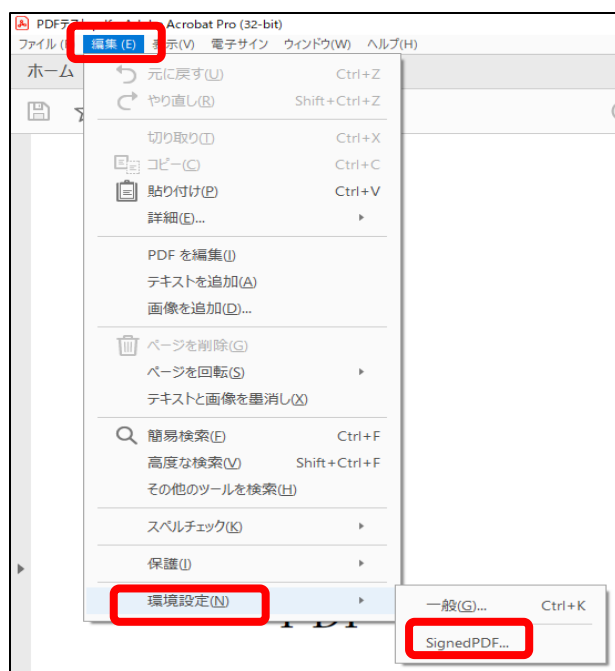 Acrobat Pro (32-bit)
編集(E) 表示(V) 電子サイン ウィンドウ(W) ヘルプ(H)
ホーム
元に戻す(U) Ctrl+Z
やり直し(R) Shift+Ctrl+Z
切り取り(T) Ctrl+X
コピー(C) Ctrl+C
貼り付け(P) Ctrl+V
詳細(E)...
PDF を編集(I)
テキストを追加(A)
画像を追加(D)...
ページを削除(G)
ページを回転(S)
テキストと画像を墨消し(X)
簡易検索(F) Ctrl+F
高度な検索(V) Shift+Ctrl+F
その他のツールを検索(H)
スペルチェック(K)
保護(I)
環境設定(N)
一般(G)... Ctrl+K
SignedPDF...